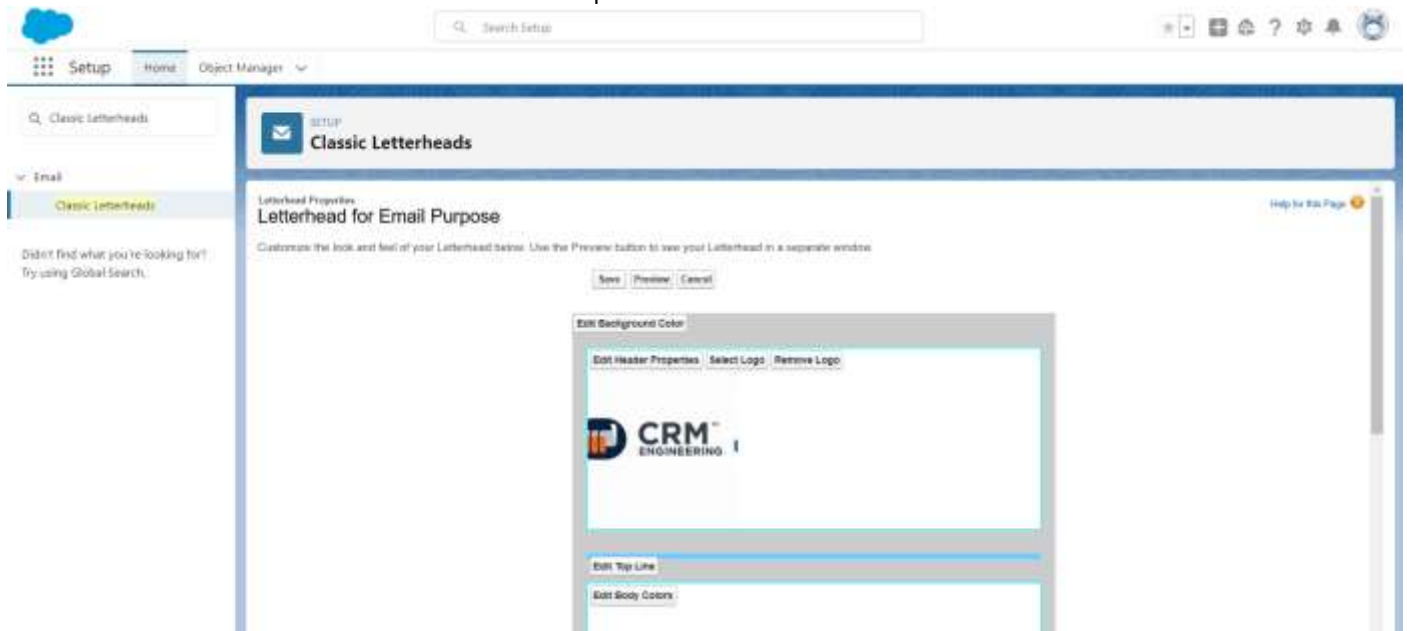 Search Setup
Setup Home Object Manager
Classic Letterheads
SETUP
Classic Letterheads
Email
Classic Letterheads
Didn't find what you're looking for?
Try using Global Search.
Letterhead Properties
Letterhead for Email Purpose
Help for this Page
Customize the look and feel of your Letterhead below. Use the Preview button to see your Letterhead in a separate window.
Save Preview Cancel
Edit Background Color
Edit Header Properties Select Logo Remove Logo
CRM
ENGINEERING
Edit Top Line
Edit Body Colors